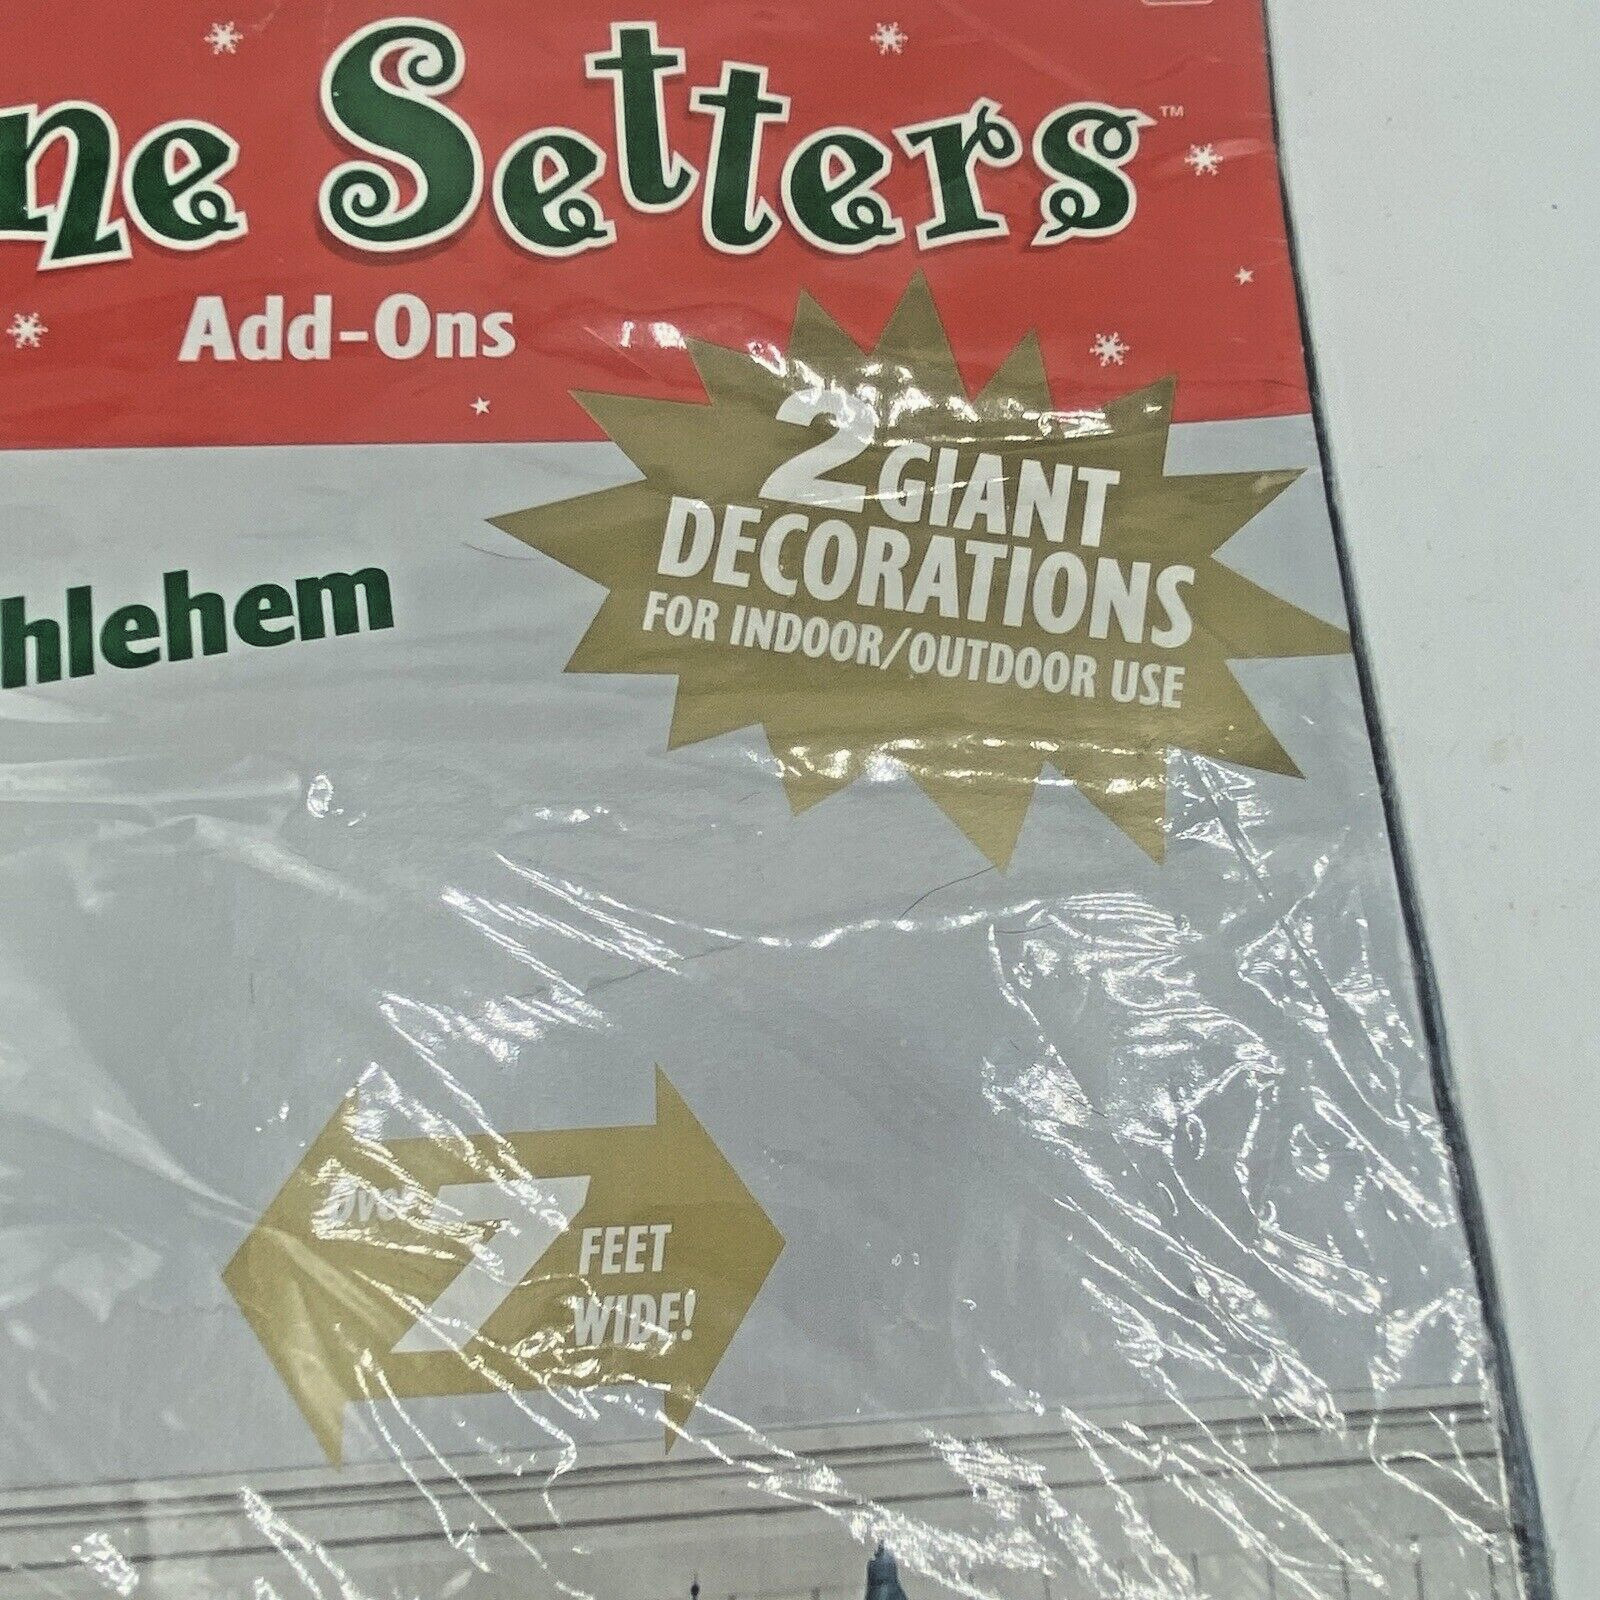 ne Setters™
Add-Ons
2 GIANT
DECORATIONS
FOR INDOOR/OUTDOOR USE
hlehem
Over 7 FEET
WIDE!